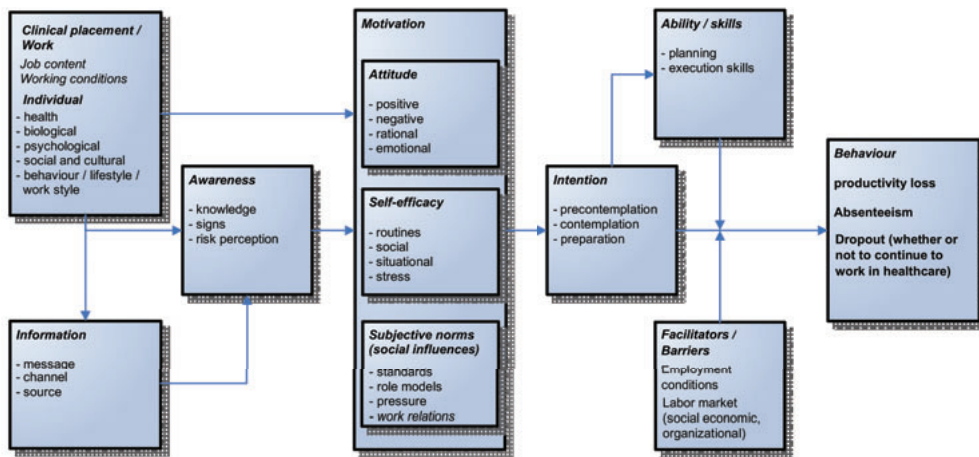 Clinical placement /
Work
Job content
Working conditions
Individual
- health
- biological
- psychological
- social and cultural
- behaviour / lifestyle /
work style
Information
- message
- channel
- source
Awareness
- knowledge
- signs
- risk perception
Motivation
Attitude
- positive
- negative
- rational
- emotional
Self-efficacy
- routines
- social
- situational
- stress
Subjective norms
(social influences)
- standards
- role models
- pressure
- work relations
Intention
- precontemplation
- contemplation
- preparation
Ability / skills
- planning
- execution skills
Facilitators /
Barriers
Employment
conditions
Labor market
(social economic,
organizational)
Behaviour
productivity loss
Absenteeism
Dropout (whether or
not to continue to
work in healthcare)